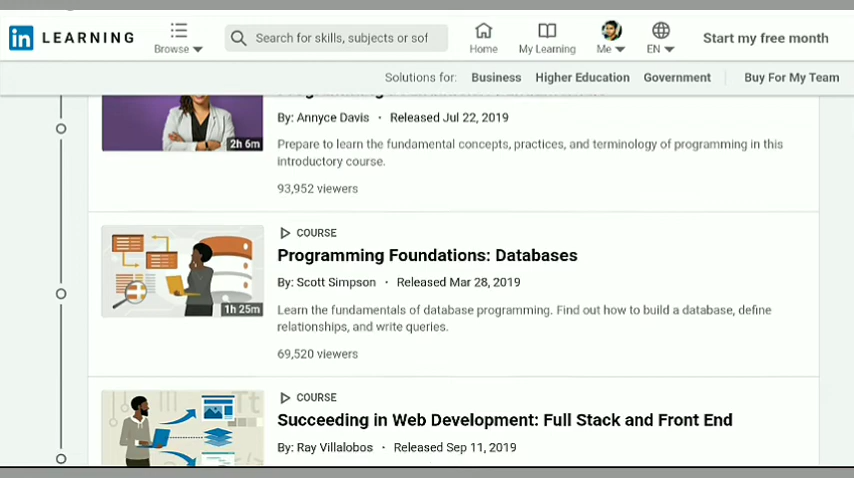 in LEARNING
Browse
Search for skills, subjects or sof
Home
My Learning
Me
EN
Start my free month
Solutions for: Business Higher Education Government Buy For My Team
By: Annyce Davis · Released Jul 22, 2019
2h 6m
Prepare to learn the fundamental concepts, practices, and terminology of programming in this
introductory course.
93,952 viewers
COURSE
Programming Foundations: Databases
By: Scott Simpson · Released Mar 28, 2019
1h 25m
Learn the fundamentals of database programming. Find out how to build a database, define
relationships, and write queries.
69,520 viewers
COURSE
Succeeding in Web Development: Full Stack and Front End
By: Ray Villalobos · Released Sep 11, 2019
Tt